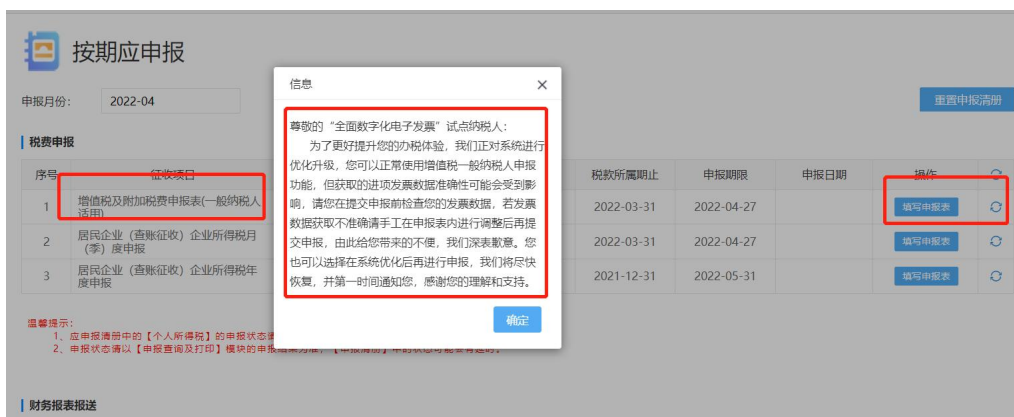 按期应申报
申报月份: 2022-04
重置申报清册
税费申报
序号 征收项目 税款所属期止 申报期限 申报日期 操作
1 增值税及附加税费申报表(一般纳税人适用) 2022-03-31 2022-04-27 填写申报表
2 居民企业（查账征收）企业所得税月（季）度申报 2022-03-31 2022-04-27 填写申报表
3 居民企业（查账征收）企业所得税年度申报 2021-12-31 2022-05-31 填写申报表
信息
尊敬的“全面数字化电子发票”试点纳税人：
为了更好提升您的办税体验，我们正对系统进行
优化升级，您可以正常使用增值税一般纳税人申报
功能，但获取的进项发票数据准确性可能会受到影
响，请您在提交申报前检查您的发票数据，若发票
数据获取不准确请手工在申报表内进行调整后再提
交申报，由此给您带来的不便，我们深表歉意。您
也可以选择在系统优化后再进行申报，我们将尽快
恢复，并第一时间通知您，感谢您的理解和支持。
确定
温馨提示:
1、应申报清册中的【个人所得税】的申报状态
2、申报状态请以【申报查询及打印】模块的申报
财务报表报送